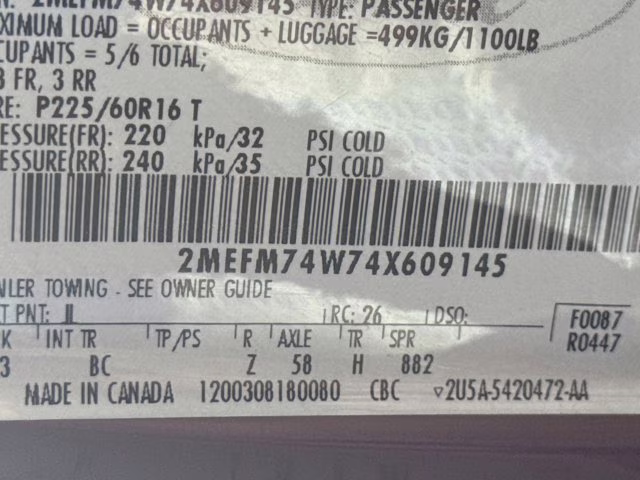 2MEFM74W74X609145 TYPE: PASSENGER
XIMUM LOAD = OCCUPANTS + LUGGAGE =499KG/1100LB
CUPANTS = 5/6 TOTAL;
3 FR, 3 RR
RE: P225/60R16 T
ESSURE(FR): 220 kPa/32 PSI COLD
ESSURE(RR): 240 kPa/35 PSI COLD
2MEFM74W74X609145
ILER TOWING - SEE OWNER GUIDE
T PNT: RC: 26 DSO: F0087
K INT TR TP/PS R AXLE TR SPR R0447
3 BC Z 58 H 882
MADE IN CANADA 1200308180080 CBC ▽2U5A-5420472-AA